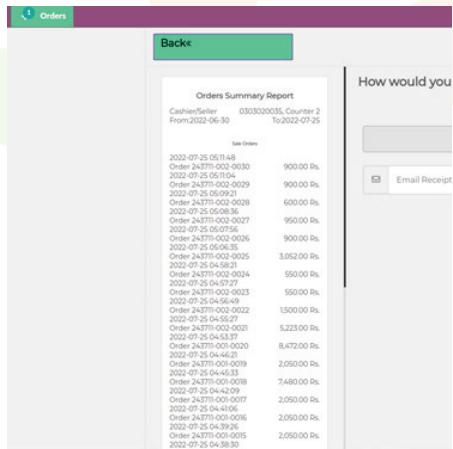 1
Orders
Back«
Orders Summary Report
Cashier/Seller 0303020035, Counter 2
From:2022-06-30 To:2022-07-25
Sale Orders
2022-07-25 05:11:48
Order 243711-002-0030 900.00 Rs.
2022-07-25 05:11:04
Order 243711-002-0029 900.00 Rs.
2022-07-25 05:09:21
Order 243711-002-0028 600.00 Rs.
2022-07-25 05:08:36
Order 243711-002-0027 950.00 Rs.
2022-07-25 05:07:56
Order 243711-002-0026 900.00 Rs.
2022-07-25 05:06:35
Order 243711-002-0025 3,052.00 Rs.
2022-07-25 04:58:21
Order 243711-002-0024 550.00 Rs.
2022-07-25 04:57:27
Order 243711-002-0023 550.00 Rs.
2022-07-25 04:56:49
Order 243711-002-0022 1,500.00 Rs.
2022-07-25 04:55:27
Order 243711-002-0021 5,223.00 Rs.
2022-07-25 04:53:37
Order 243711-001-0020 8,472.00 Rs.
2022-07-25 04:46:21
Order 243711-001-0019 2,050.00 Rs.
2022-07-25 04:45:33
Order 243711-001-0018 7,480.00 Rs.
2022-07-25 04:42:09
Order 243711-001-0017 2,050.00 Rs.
2022-07-25 04:41:06
Order 243711-001-0016 2,050.00 Rs.
2022-07-25 04:39:26
Order 243711-001-0015 2,050.00 Rs.
2022-07-25 04:38:30
How would you
Email Receipt